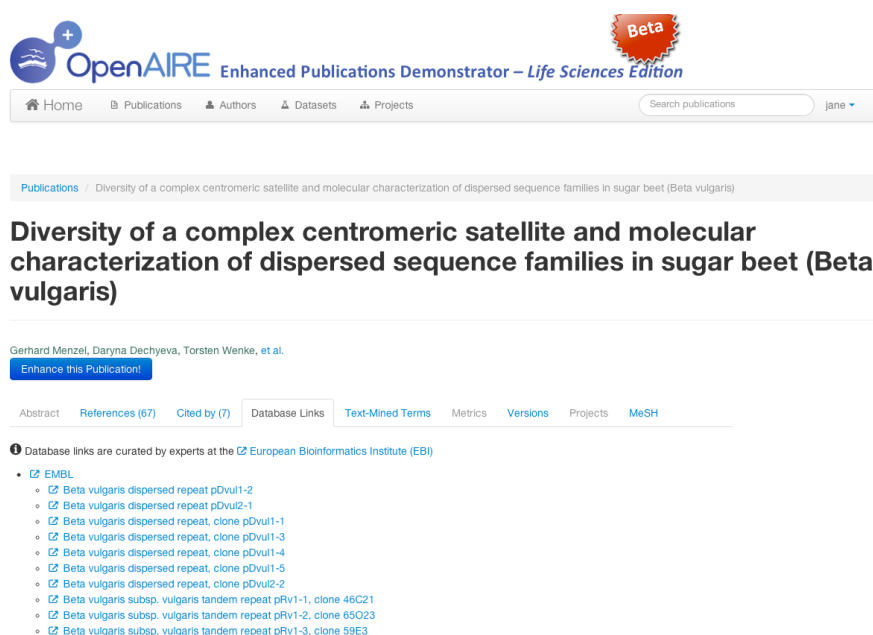 Beta
OpenAIRE Enhanced Publications Demonstrator – Life Sciences Edition
Home Publications Authors Datasets Projects Search publications jane
Publications / Diversity of a complex centromeric satellite and molecular characterization of dispersed sequence families in sugar beet (Beta vulgaris)
Diversity of a complex centromeric satellite and molecular
characterization of dispersed sequence families in sugar beet (Beta
vulgaris)
Gerhard Menzel, Daryna Dechyeva, Torsten Wenke, et al.
Enhance this Publication!
Abstract References (67) Cited by (7) Database Links Text-Mined Terms Metrics Versions Projects MeSH
Database links are curated by experts at the European Bioinformatics Institute (EBI)
EMBL
Beta vulgaris dispersed repeat pDvul1-2
Beta vulgaris dispersed repeat pDvul2-1
Beta vulgaris dispersed repeat, clone pDvul1-1
Beta vulgaris dispersed repeat, clone pDvul1-3
Beta vulgaris dispersed repeat, clone pDvul1-4
Beta vulgaris dispersed repeat, clone pDvul1-5
Beta vulgaris dispersed repeat, clone pDvul2-2
Beta vulgaris subsp. vulgaris tandem repeat pRv1-1, clone 46C21
Beta vulgaris subsp. vulgaris tandem repeat pRv1-2, clone 65O23
Beta vulgaris subsp. vulgaris tandem repeat pRv1-3, clone 59E3